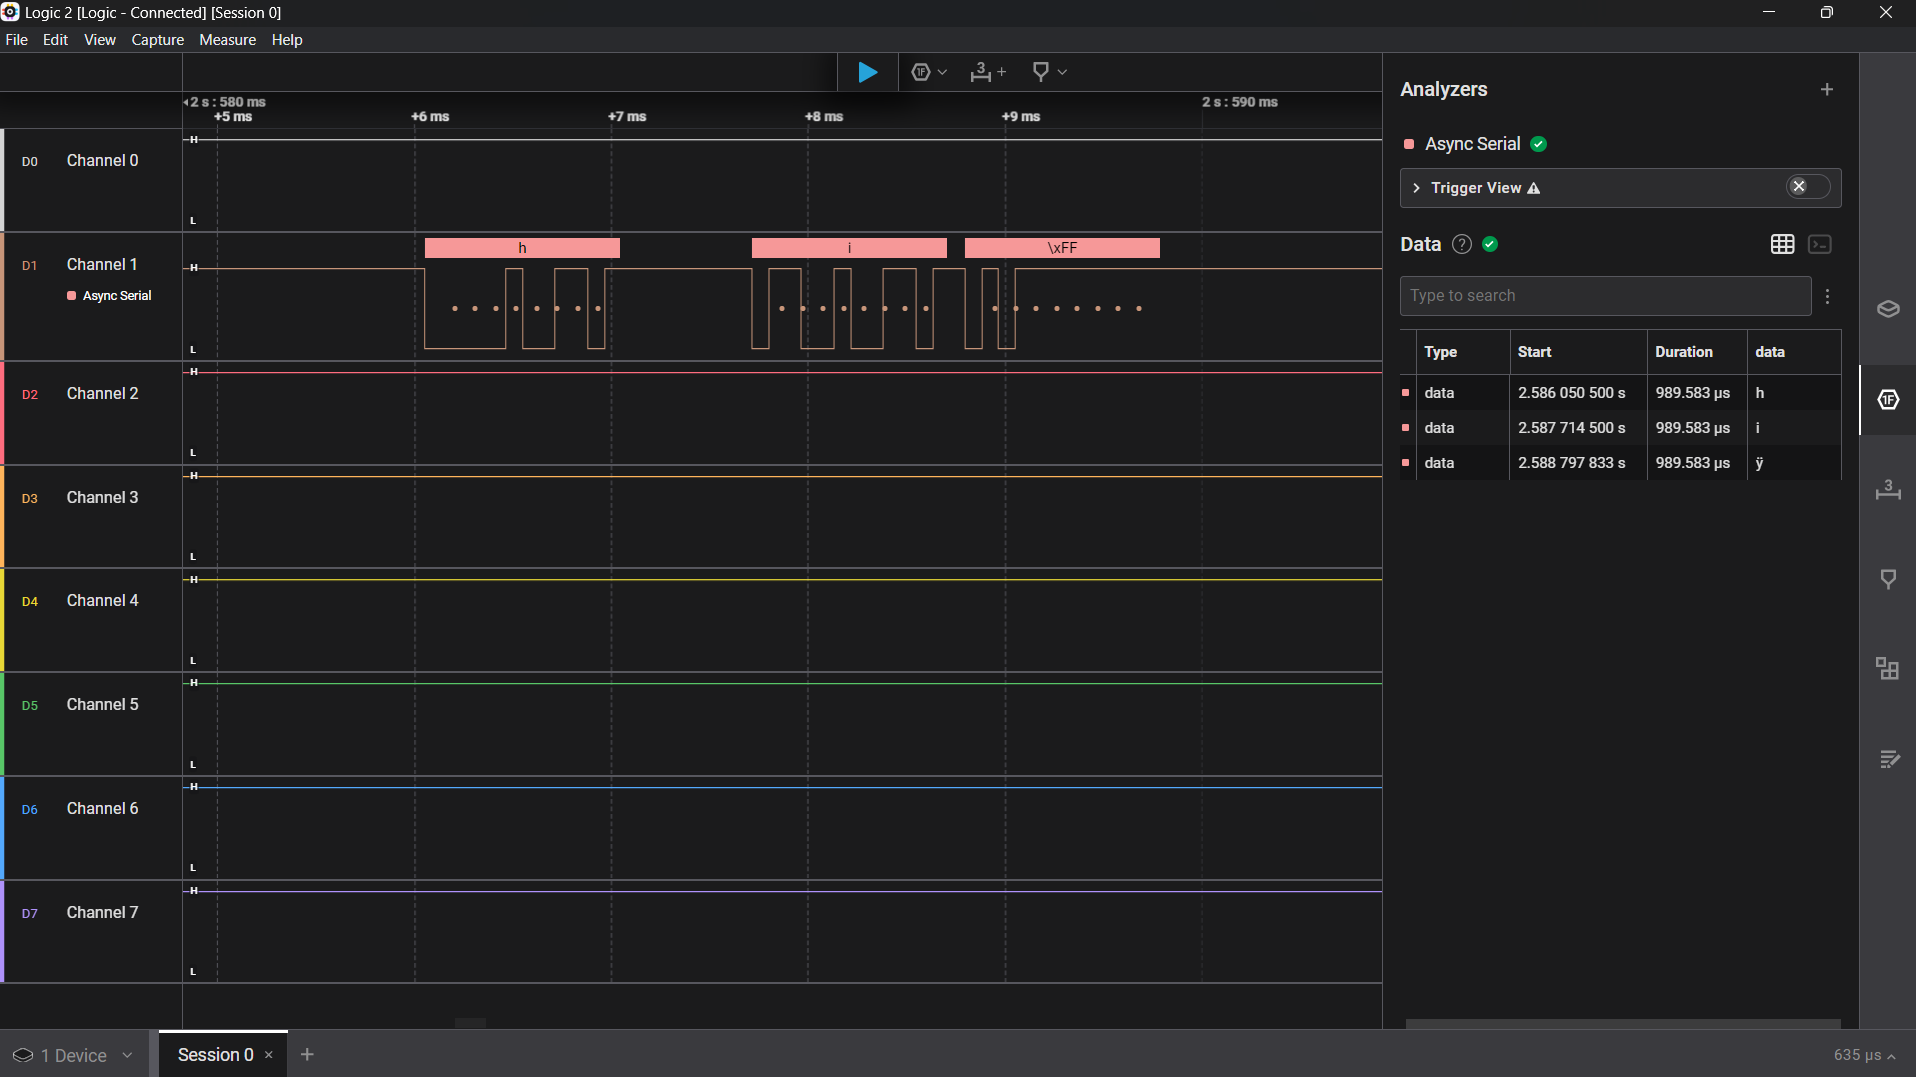 Logic 2 [Logic - Connected] [Session 0]
File Edit View Capture Measure Help
2 s : 580 ms 2 s : 590 ms
+5 ms +6 ms +7 ms +8 ms +9 ms
D0 Channel 0 H L
D1 Channel 1 H L
Async Serial
h i \xFF
D2 Channel 2 H L
D3 Channel 3 H L
D4 Channel 4 H L
D5 Channel 5 H L
D6 Channel 6 H L
D7 Channel 7 H L
Analyzers
Async Serial
Trigger View
Data
Type to search
Type Start Duration data
data 2.586 050 500 s 989.583 μs h
data 2.587 714 500 s 989.583 μs i
data 2.588 797 833 s 989.583 μs ÿ
1F 3
1F
3
1 Device Session 0
635 μs